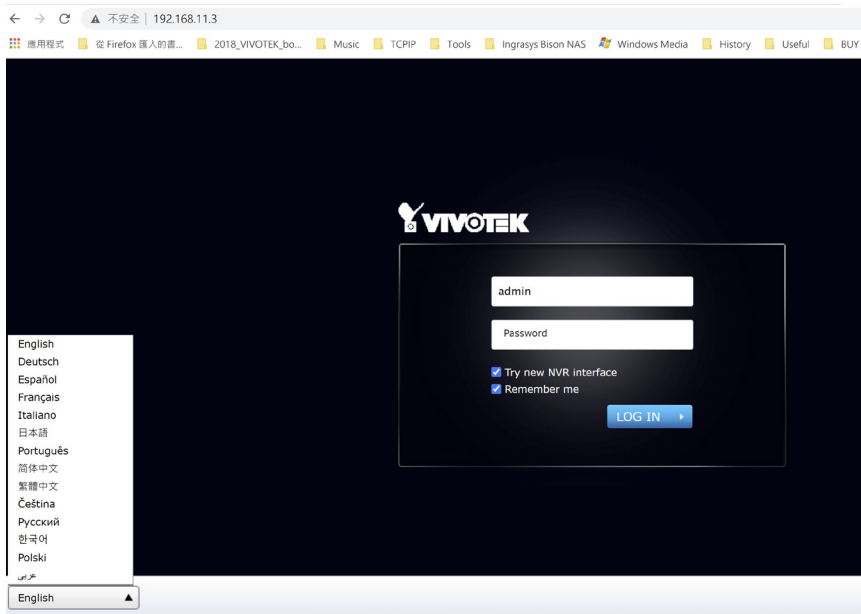 不安全 | 192.168.11.3
應用程式 從 Firefox 匯入的書... 2018_VIVOTEK_bo... Music TCPIP Tools Ingrasys Bison NAS Windows Media History Useful BUY
VIVOTEK
admin
Password
Try new NVR interface
Remember me
LOG IN
English
Deutsch
Español
Français
Italiano
日本語
Português
简体中文
繁體中文
Čeština
Русский
한국어
Polski
عربى
English